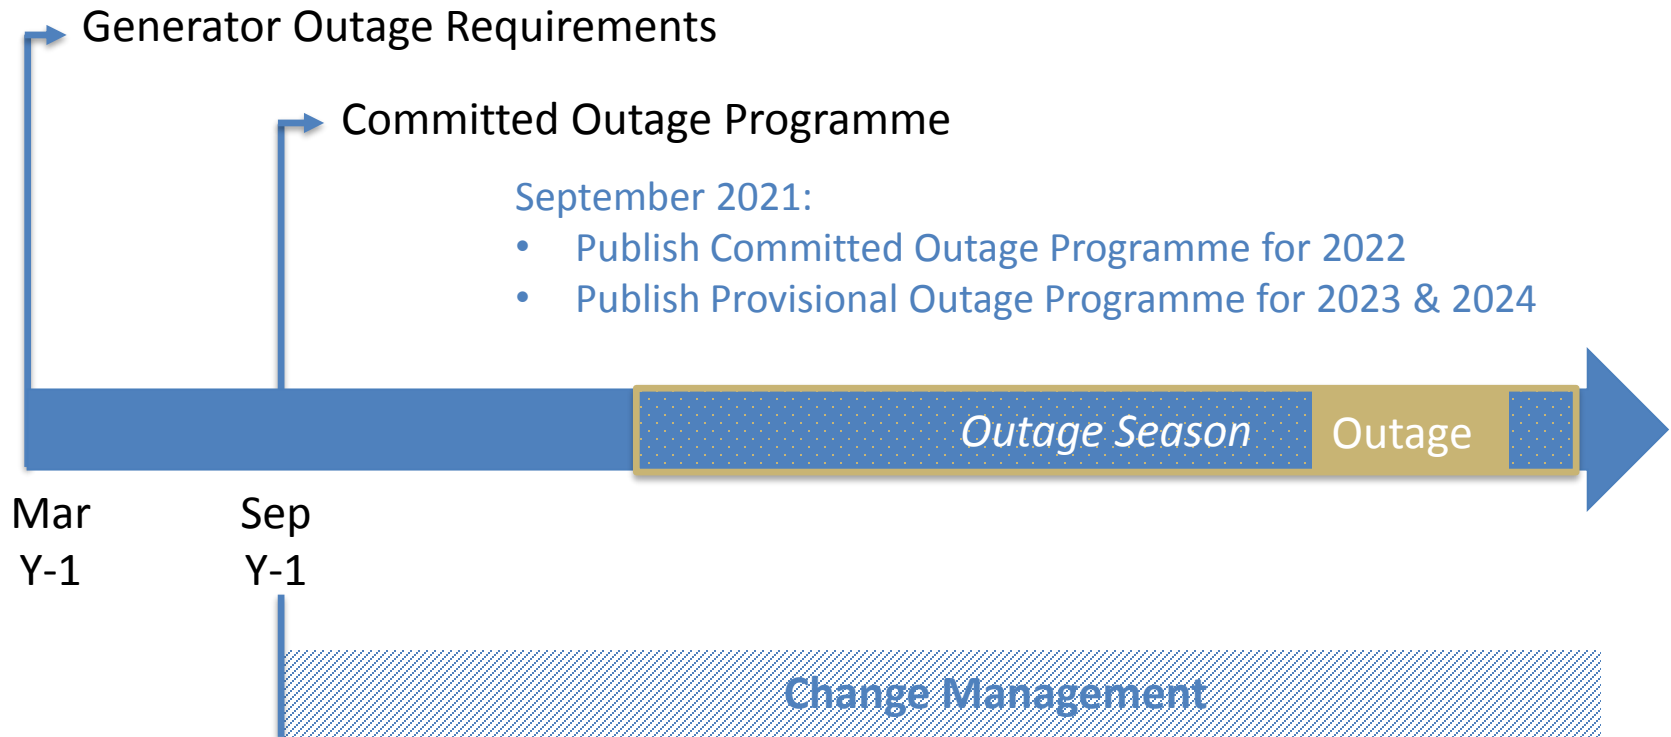 Generator Outage Requirements
Committed Outage Programme
September 2021:
• Publish Committed Outage Programme for 2022
• Publish Provisional Outage Programme for 2023 & 2024
Outage Season
Outage
Mar
Y-1
Sep
Y-1
Change Management